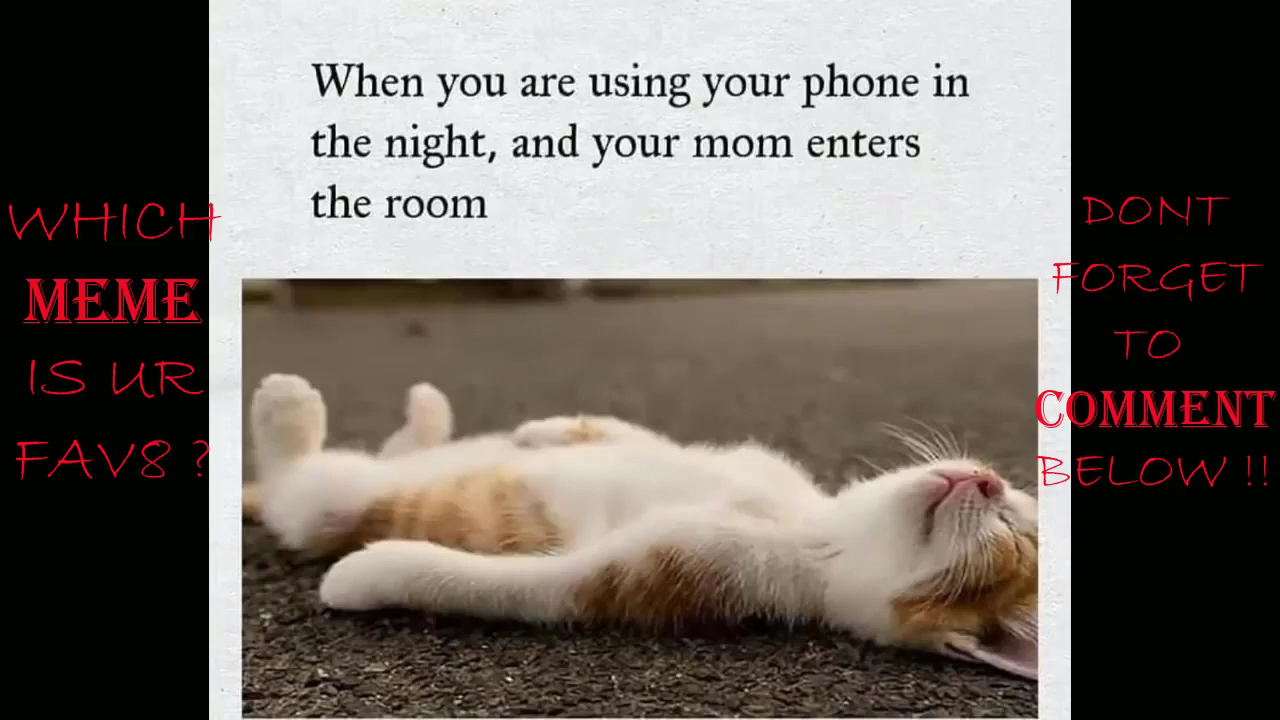 When you are using your phone in
the night, and your mom enters
the room
WHICH
MEME
IS UR
FAV8 ?
DONT
FORGET
TO
COMMENT
BELOW !!